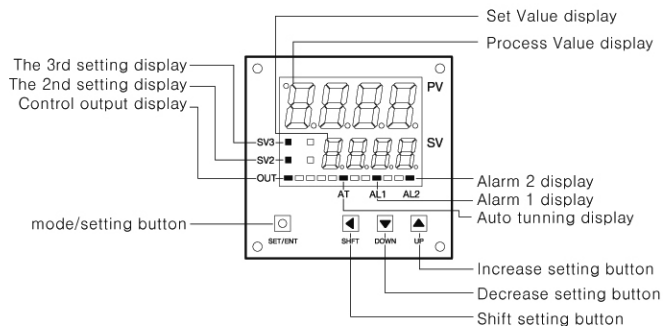 Set Value display
Process Value display
The 3rd setting display
The 2nd setting display
Control output display
PV
SV3
SV
SV2
OUT
AT AL1 AL2
Alarm 2 display
Alarm 1 display
Auto tunning display
mode/setting button
SET/ENT SHFT DOWN UP
Increase setting button
Decrease setting button
Shift setting button